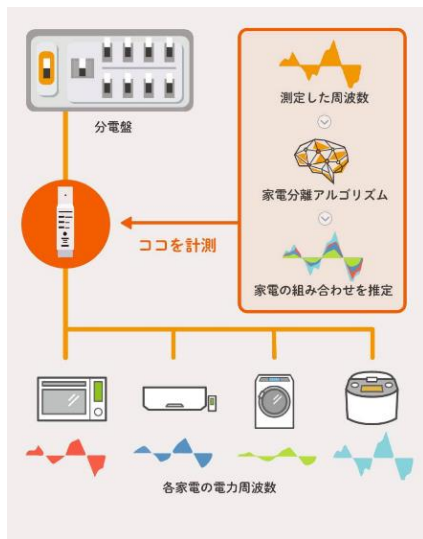 分電盤
測定した周波数
家電分離アルゴリズム
家電の組み合わせを推定
ココを計測
各家電の電力周波数